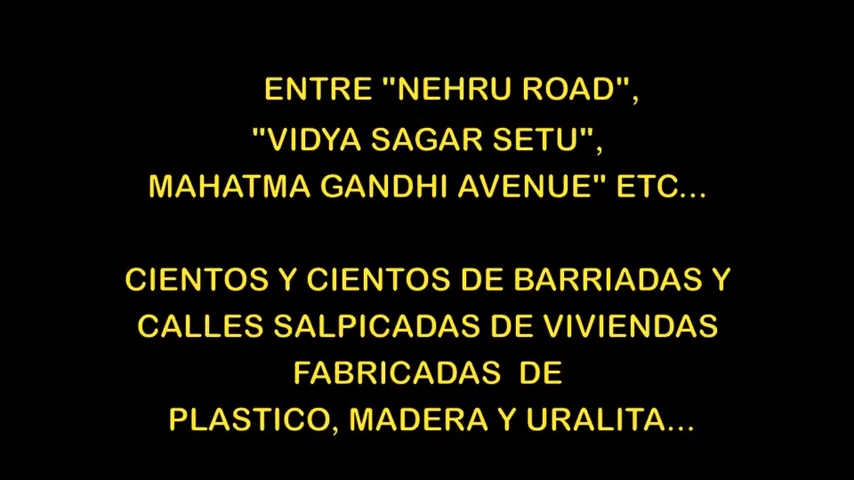 ENTRE "NEHRU ROAD",
"VIDYA SAGAR SETU",
MAHATMA GANDHI AVENUE" ETC...
CIENTOS Y CIENTOS DE BARRIADAS Y
CALLES SALPICADAS DE VIVIENDAS
FABRICADAS DE
PLASTICO, MADERA Y URALITA...